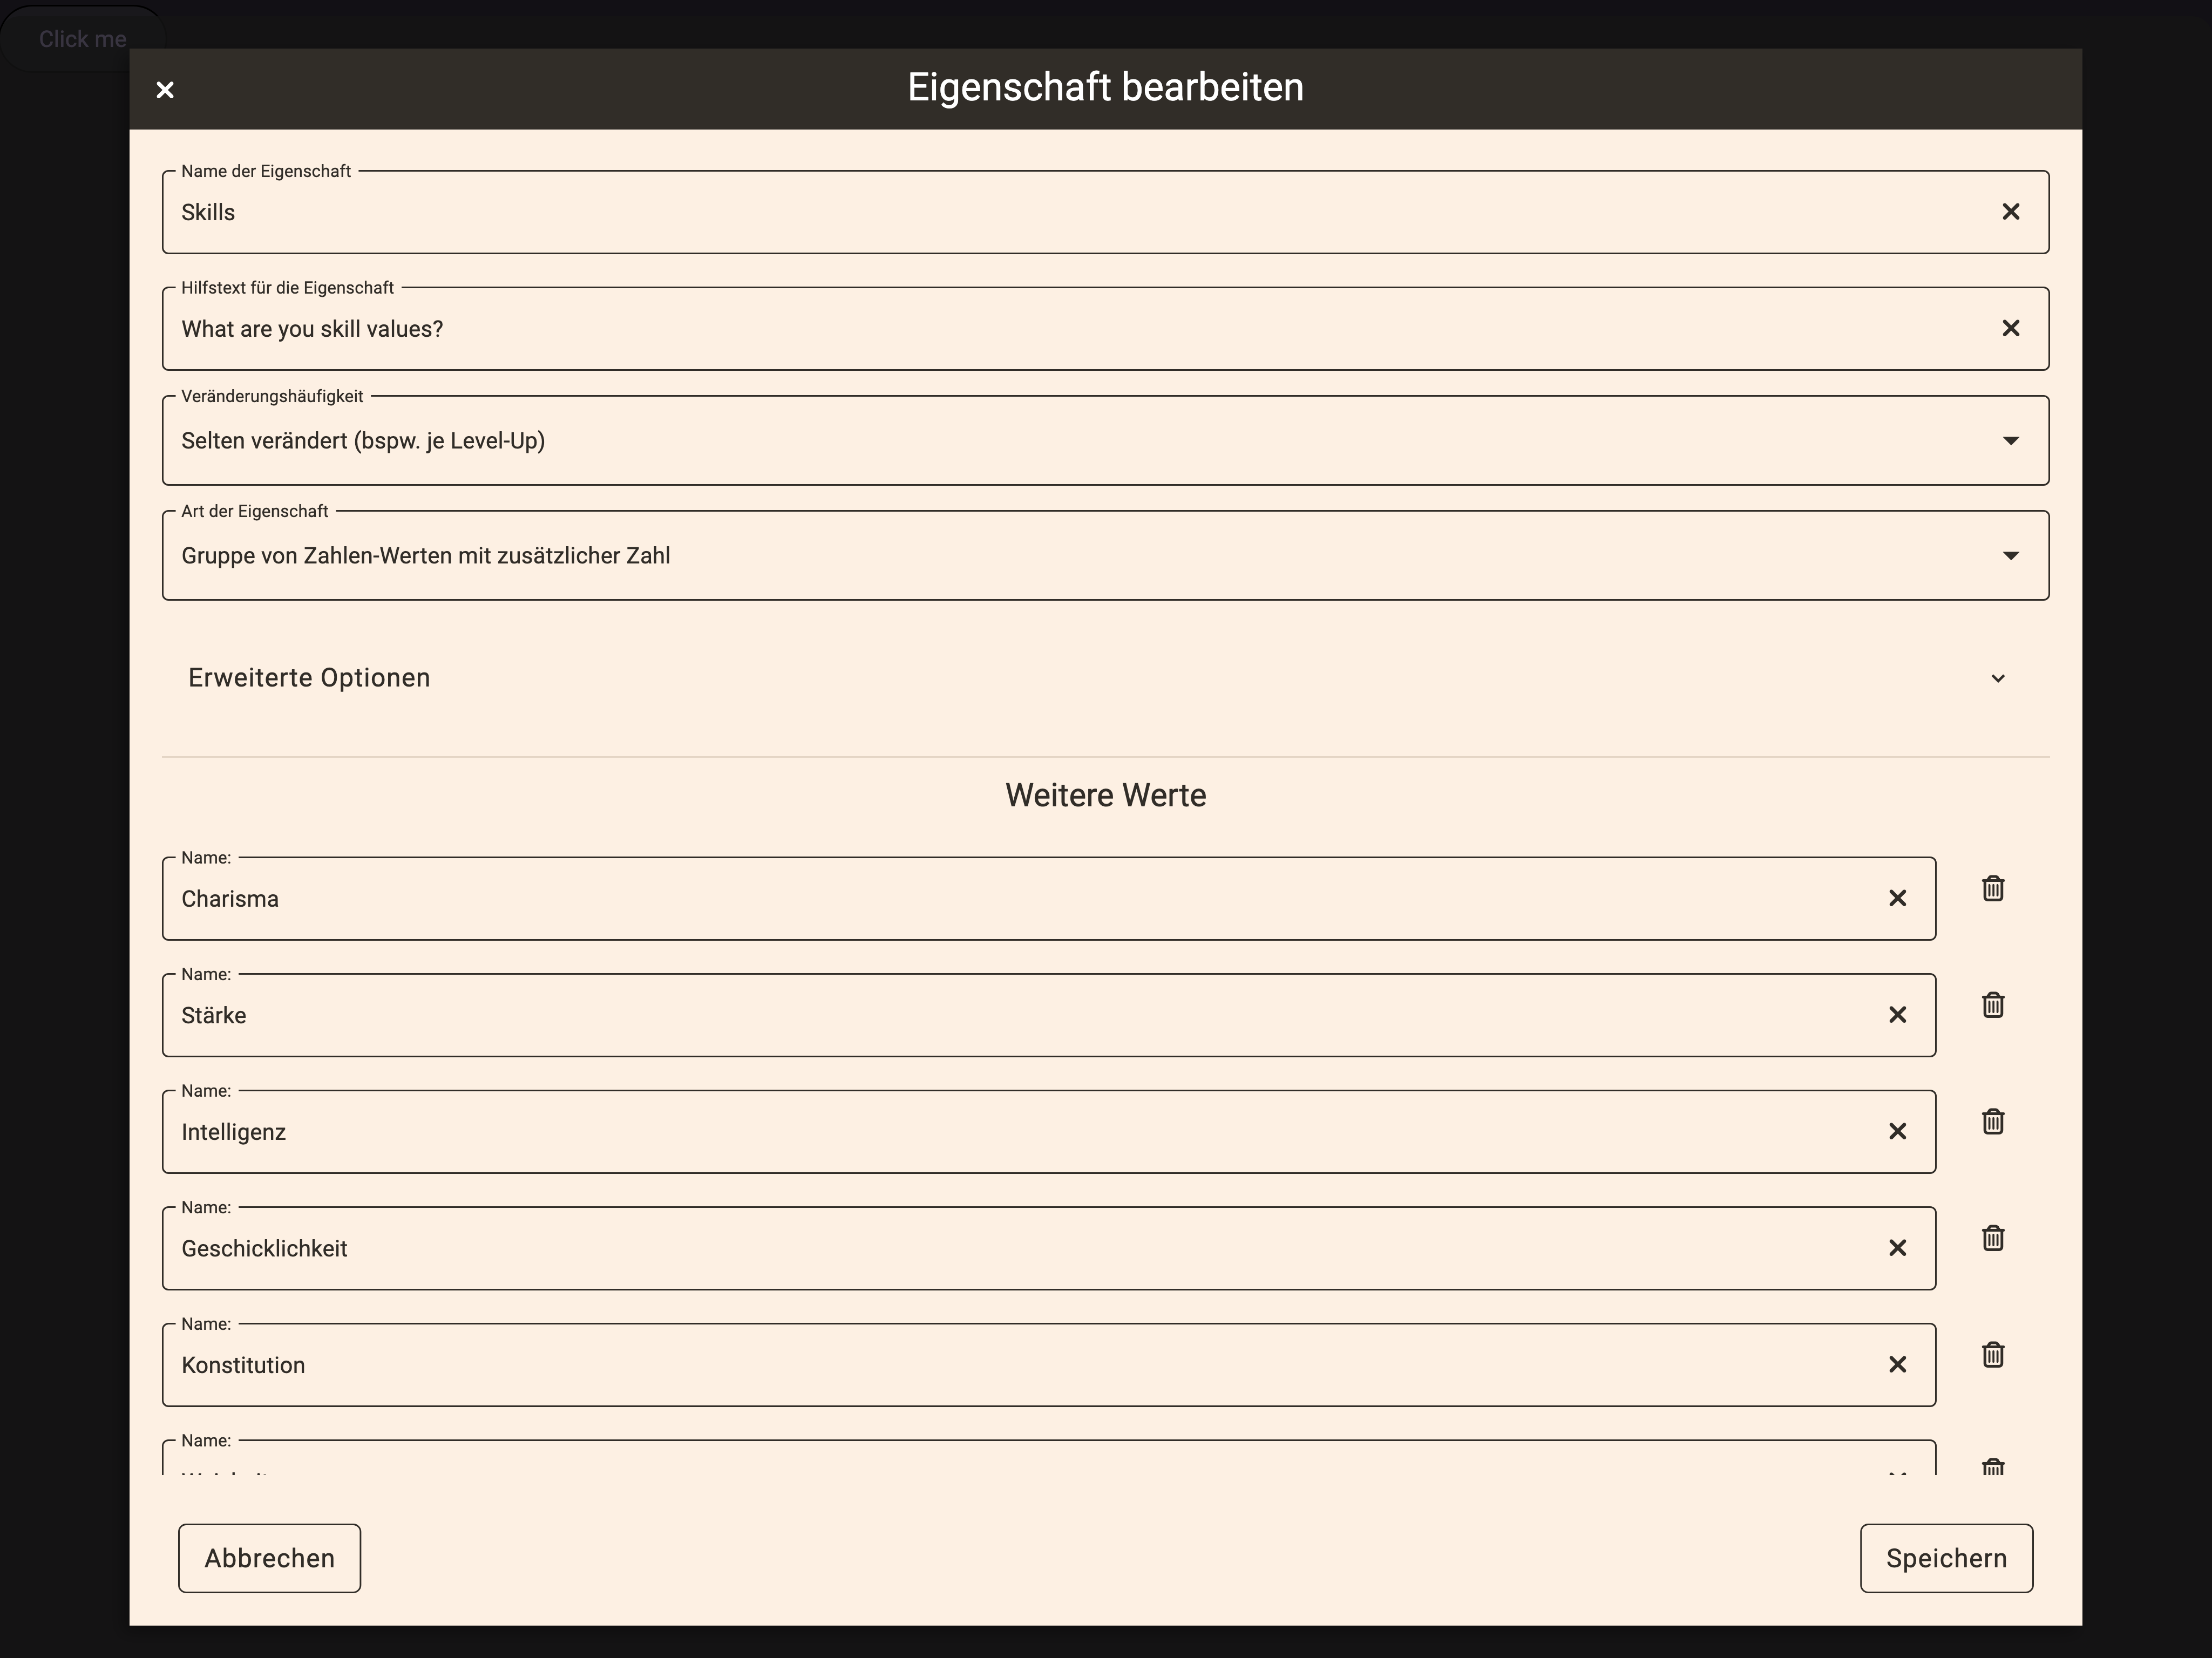 Click me
Eigenschaft bearbeiten
Name der Eigenschaft
Skills
Hilfstext für die Eigenschaft
What are you skill values?
Veränderungshäufigkeit
Selten verändert (bspw. je Level-Up)
Art der Eigenschaft
Gruppe von Zahlen-Werten mit zusätzlicher Zahl
Erweiterte Optionen
Weitere Werte
Name:
Charisma
Name:
Stärke
Name:
Intelligenz
Name:
Geschicklichkeit
Name:
Konstitution
Name:
Abbrechen
Speichern